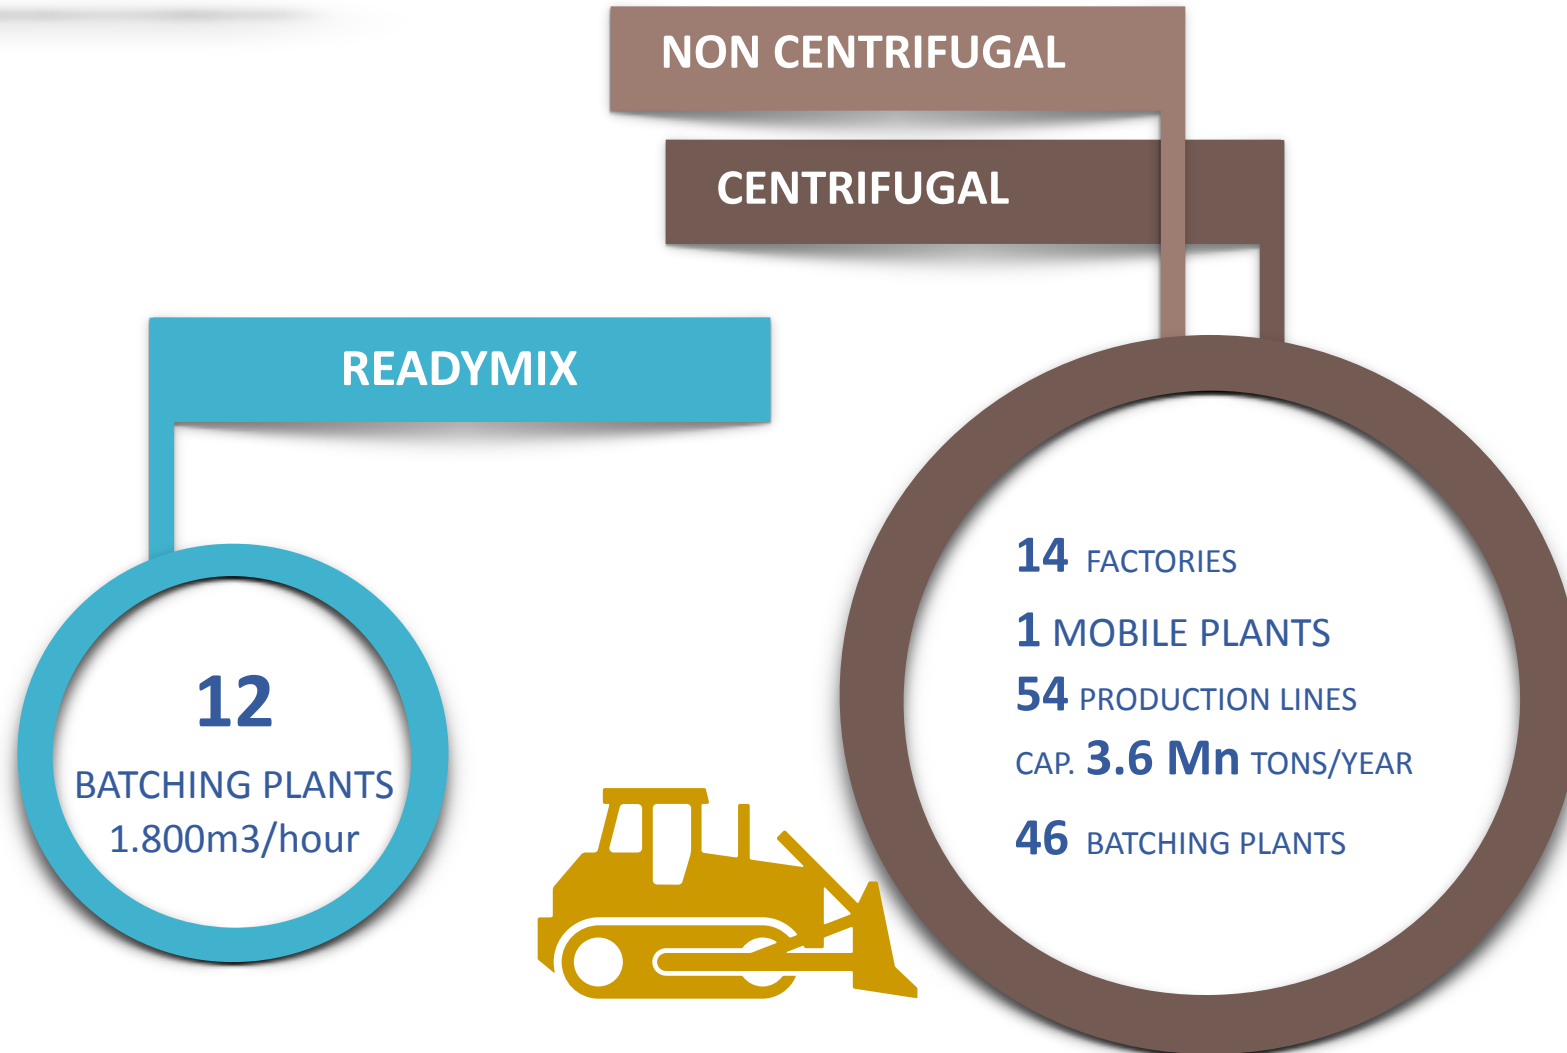 NON CENTRIFUGAL
CENTRIFUGAL
READYMIX
12
BATCHING PLANTS
1.800m3/hour
14 FACTORIES
1 MOBILE PLANTS
54 PRODUCTION LINES
CAP. 3.6 Mn TONS/YEAR
46 BATCHING PLANTS